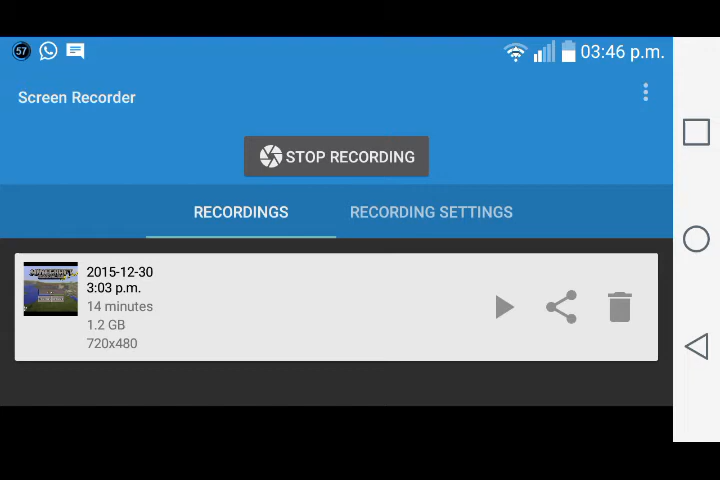 57
03:46 p.m.
Screen Recorder
STOP RECORDING
RECORDINGS
RECORDING SETTINGS
2015-12-30
3:03 p.m.
14 minutes
1.2 GB
720x480